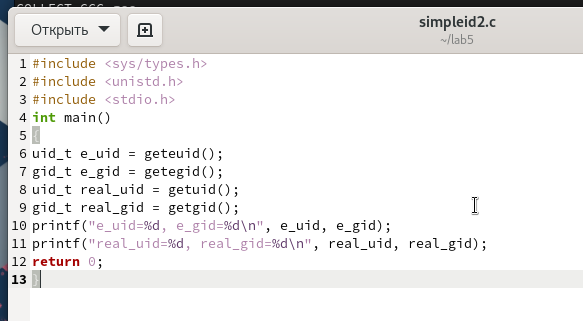 Открыть
simpleid2.c
~/lab5
1 #include <sys/types.h>
2 #include <unistd.h>
3 #include <stdio.h>
4 int main()
5 {
6 uid_t e_uid = geteuid();
7 gid_t e_gid = getegid();
8 uid_t real_uid = getuid();
9 gid_t real_gid = getgid();
10 printf("e_uid=%d, e_gid=%d\n", e_uid, e_gid);
11 printf("real_uid=%d, real_gid=%d\n", real_uid, real_gid);
12 return 0;
13 }